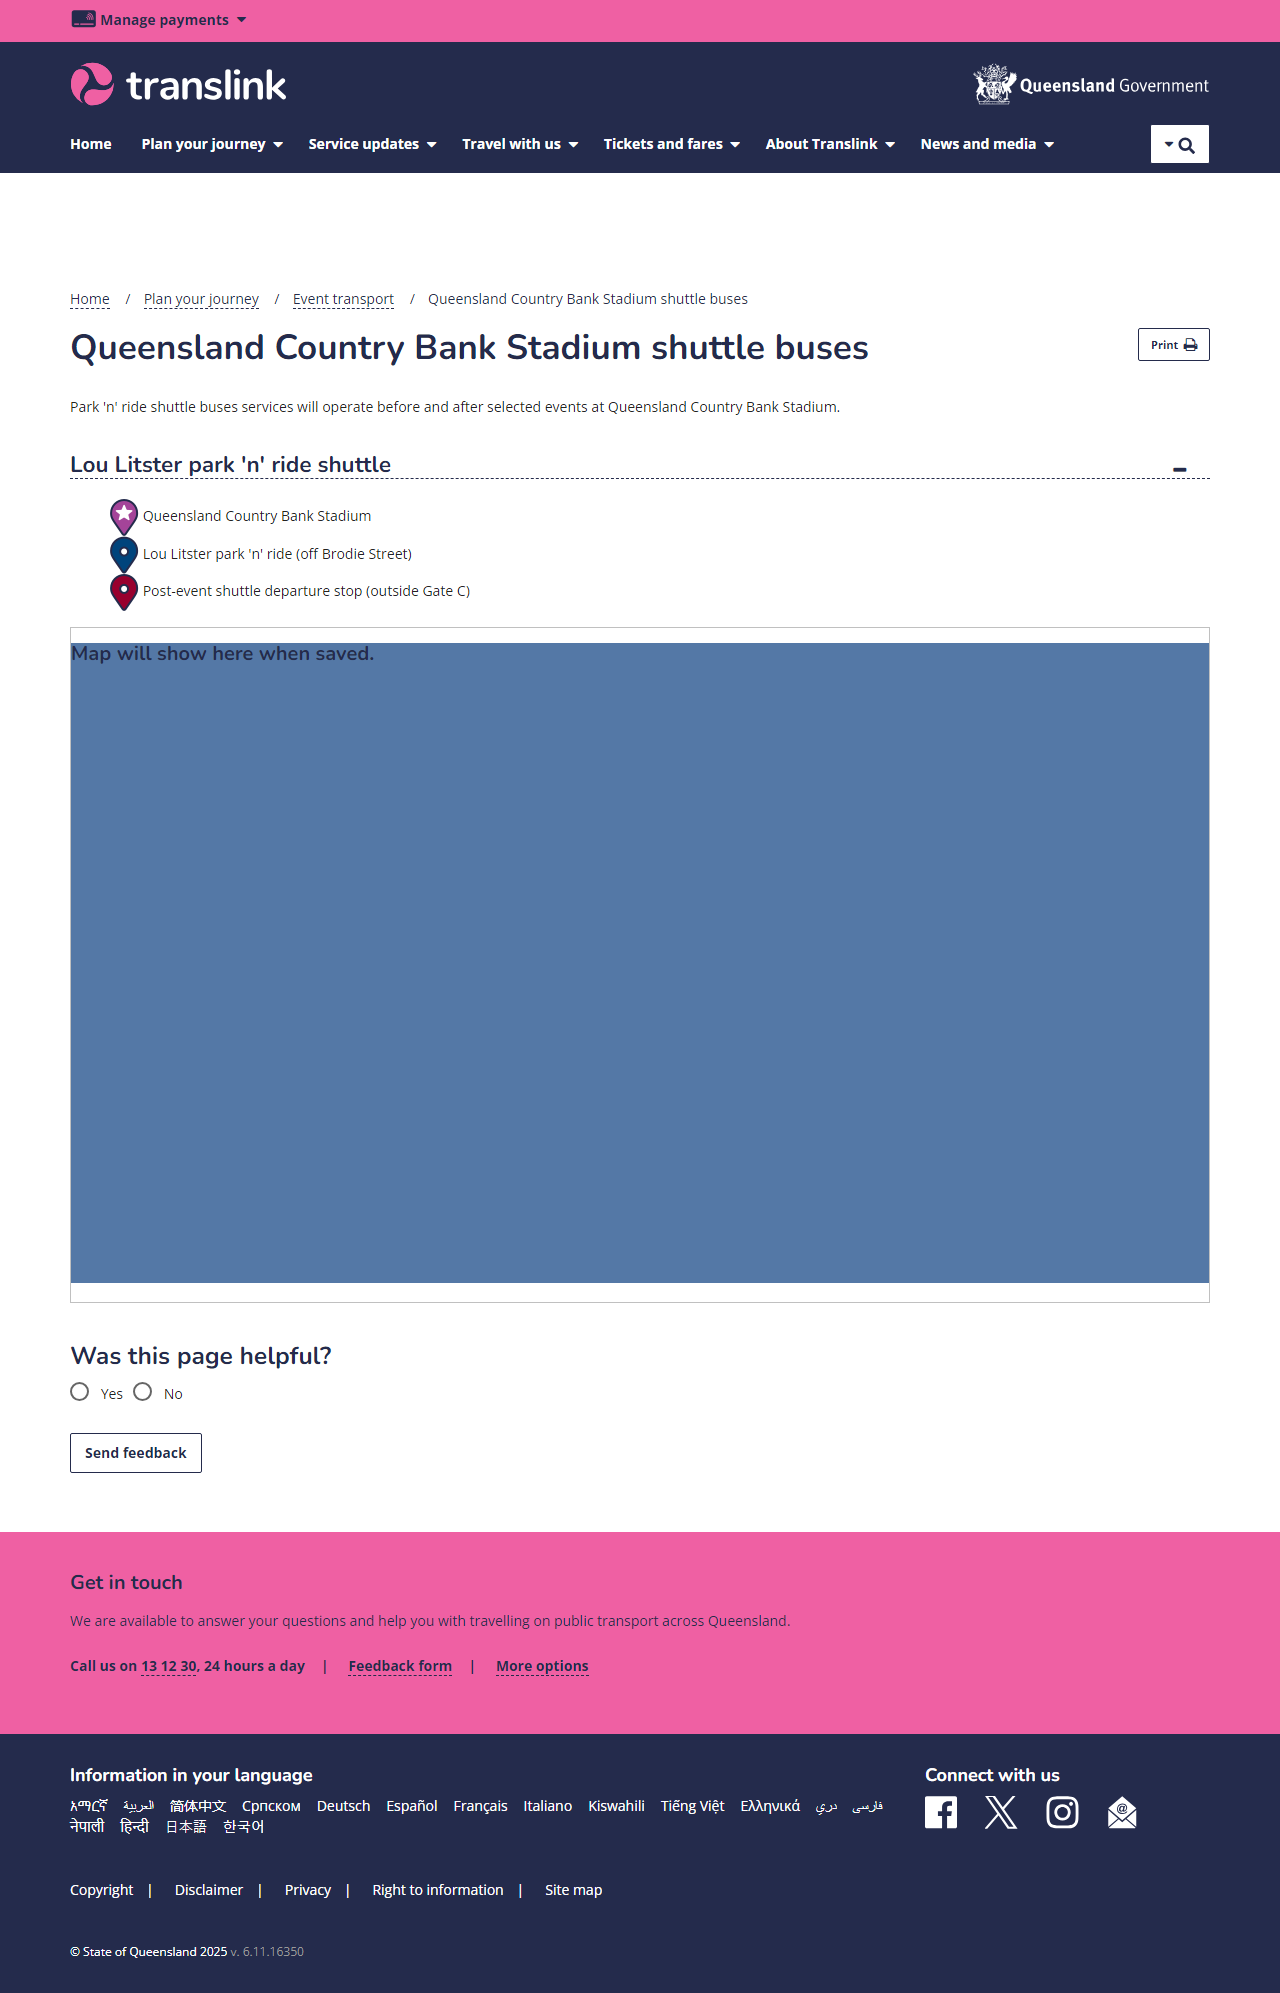 Manage payments
translink
Queensland Government
Home Plan your journey Service updates Travel with us Tickets and fares About Translink News and media
Home / Plan your journey / Event transport / Queensland Country Bank Stadium shuttle buses
Queensland Country Bank Stadium shuttle buses
Print
Park 'n' ride shuttle buses services will operate before and after selected events at Queensland Country Bank Stadium.
Lou Litster park 'n' ride shuttle
Queensland Country Bank Stadium
Lou Litster park 'n' ride (off Brodie Street)
Post-event shuttle departure stop (outside Gate C)
Map will show here when saved.
Was this page helpful?
Yes No
Send feedback
Get in touch
We are available to answer your questions and help you with travelling on public transport across Queensland.
Call us on 13 12 30, 24 hours a day | Feedback form | More options
Information in your language
Connect with us
አማርኛ العربية 简体中文 Српском Deutsch Español Français Italiano Kiswahili Tiếng Việt Ελληνικά دري فارسی
नेपाली हिन्दी 日本語 한국어
Copyright | Disclaimer | Privacy | Right to information | Site map
© State of Queensland 2025 v. 6.11.16350